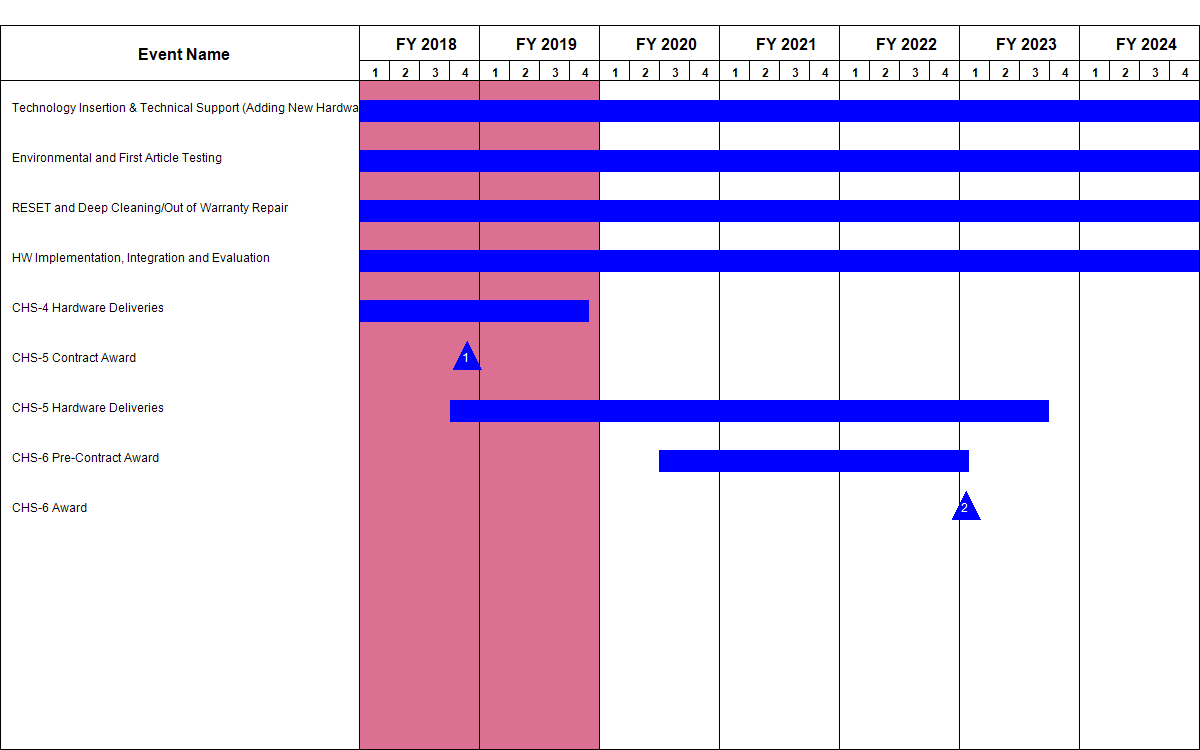 Event Name FY 2018 FY 2019 FY 2020 FY 2021 FY 2022 FY 2023 FY 2024
1 2 3 4 1 2 3 4 1 2 3 4 1 2 3 4 1 2 3 4 1 2 3 4 1 2 3 4
Technology Insertion & Technical Support (Adding New Hardwa
Environmental and First Article Testing
RESET and Deep Cleaning/Out of Warranty Repair
HW Implementation, Integration and Evaluation
CHS-4 Hardware Deliveries
CHS-5 Contract Award 1
CHS-5 Hardware Deliveries
CHS-6 Pre-Contract Award
CHS-6 Award 2